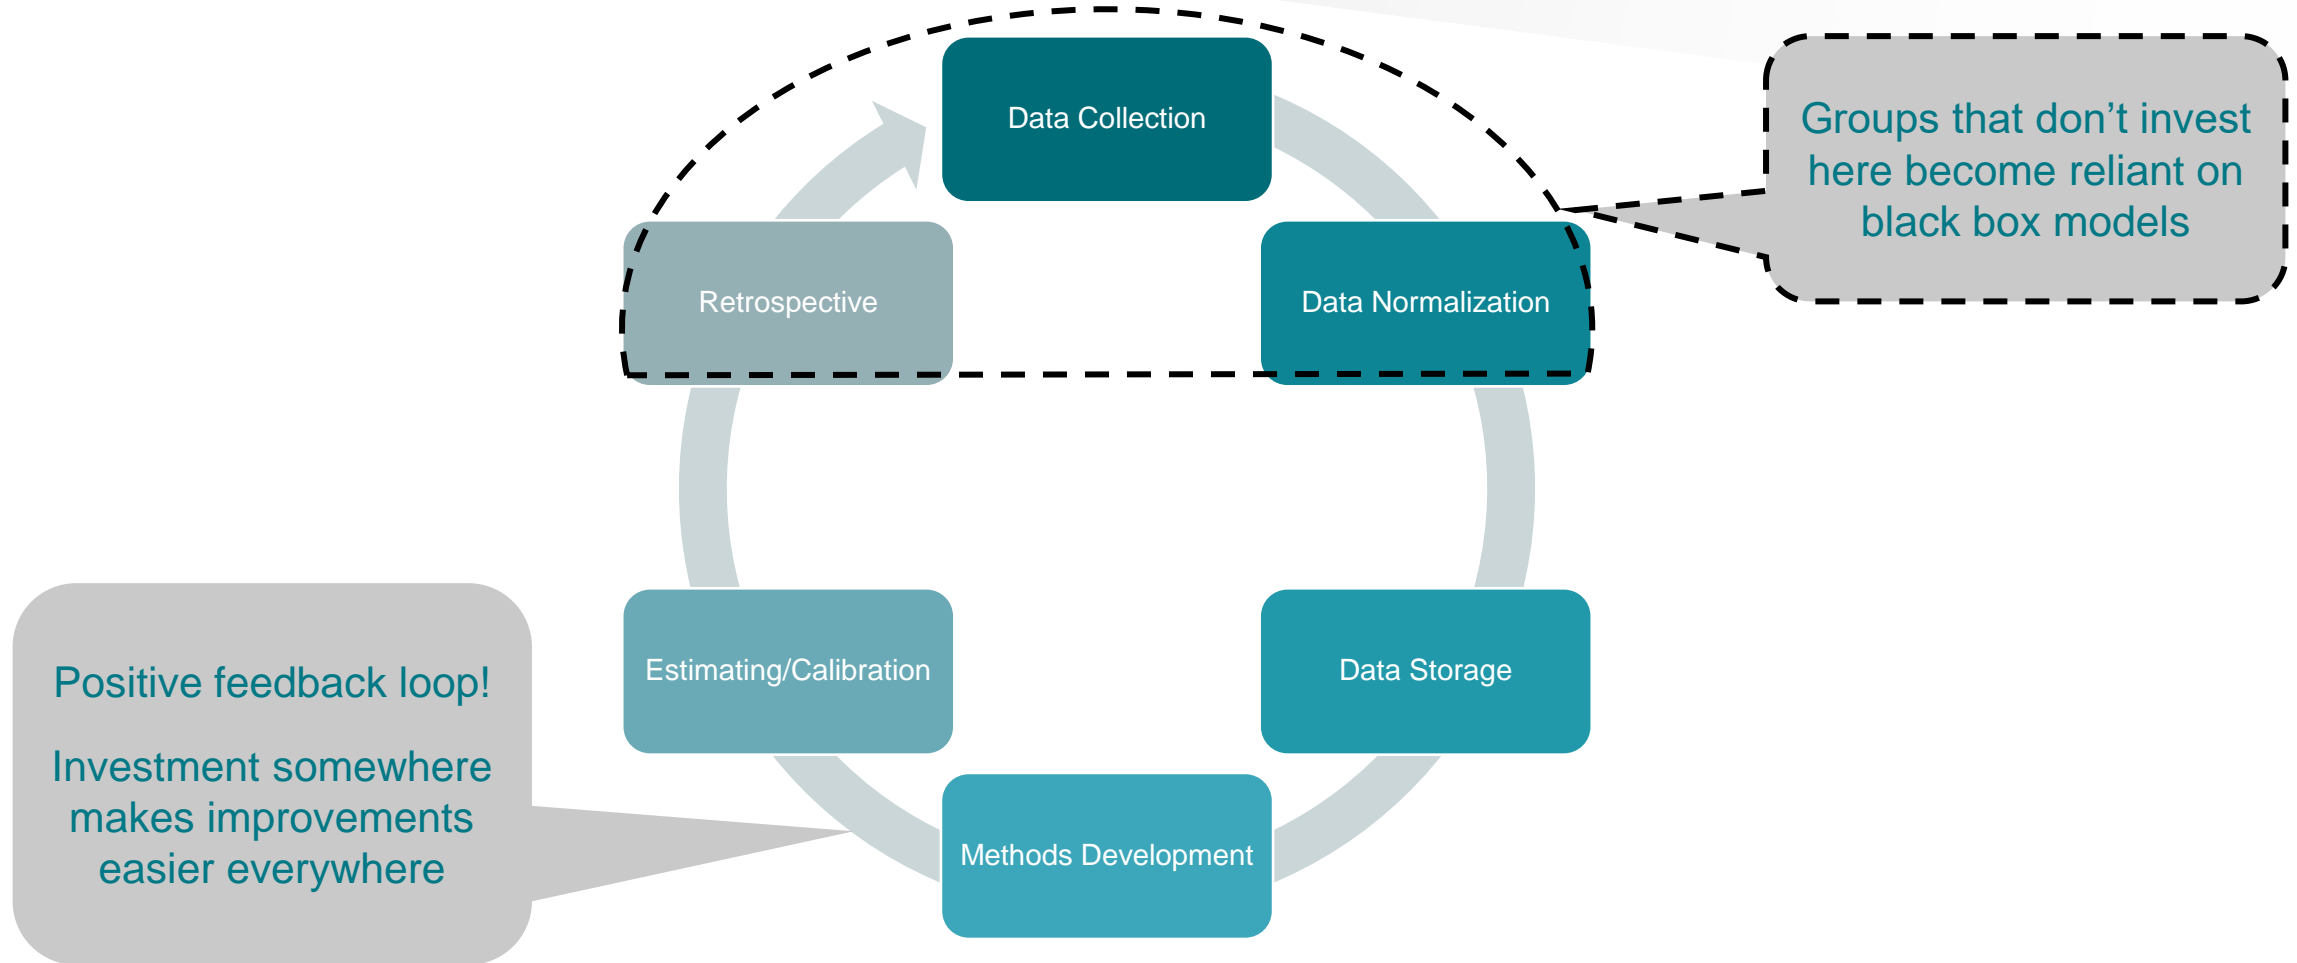 Data Collection
Groups that don’t invest
here become reliant on
black box models
Retrospective
Data Normalization
Estimating/Calibration
Data Storage
Positive feedback loop!
Investment somewhere
makes improvements
easier everywhere
Methods Development